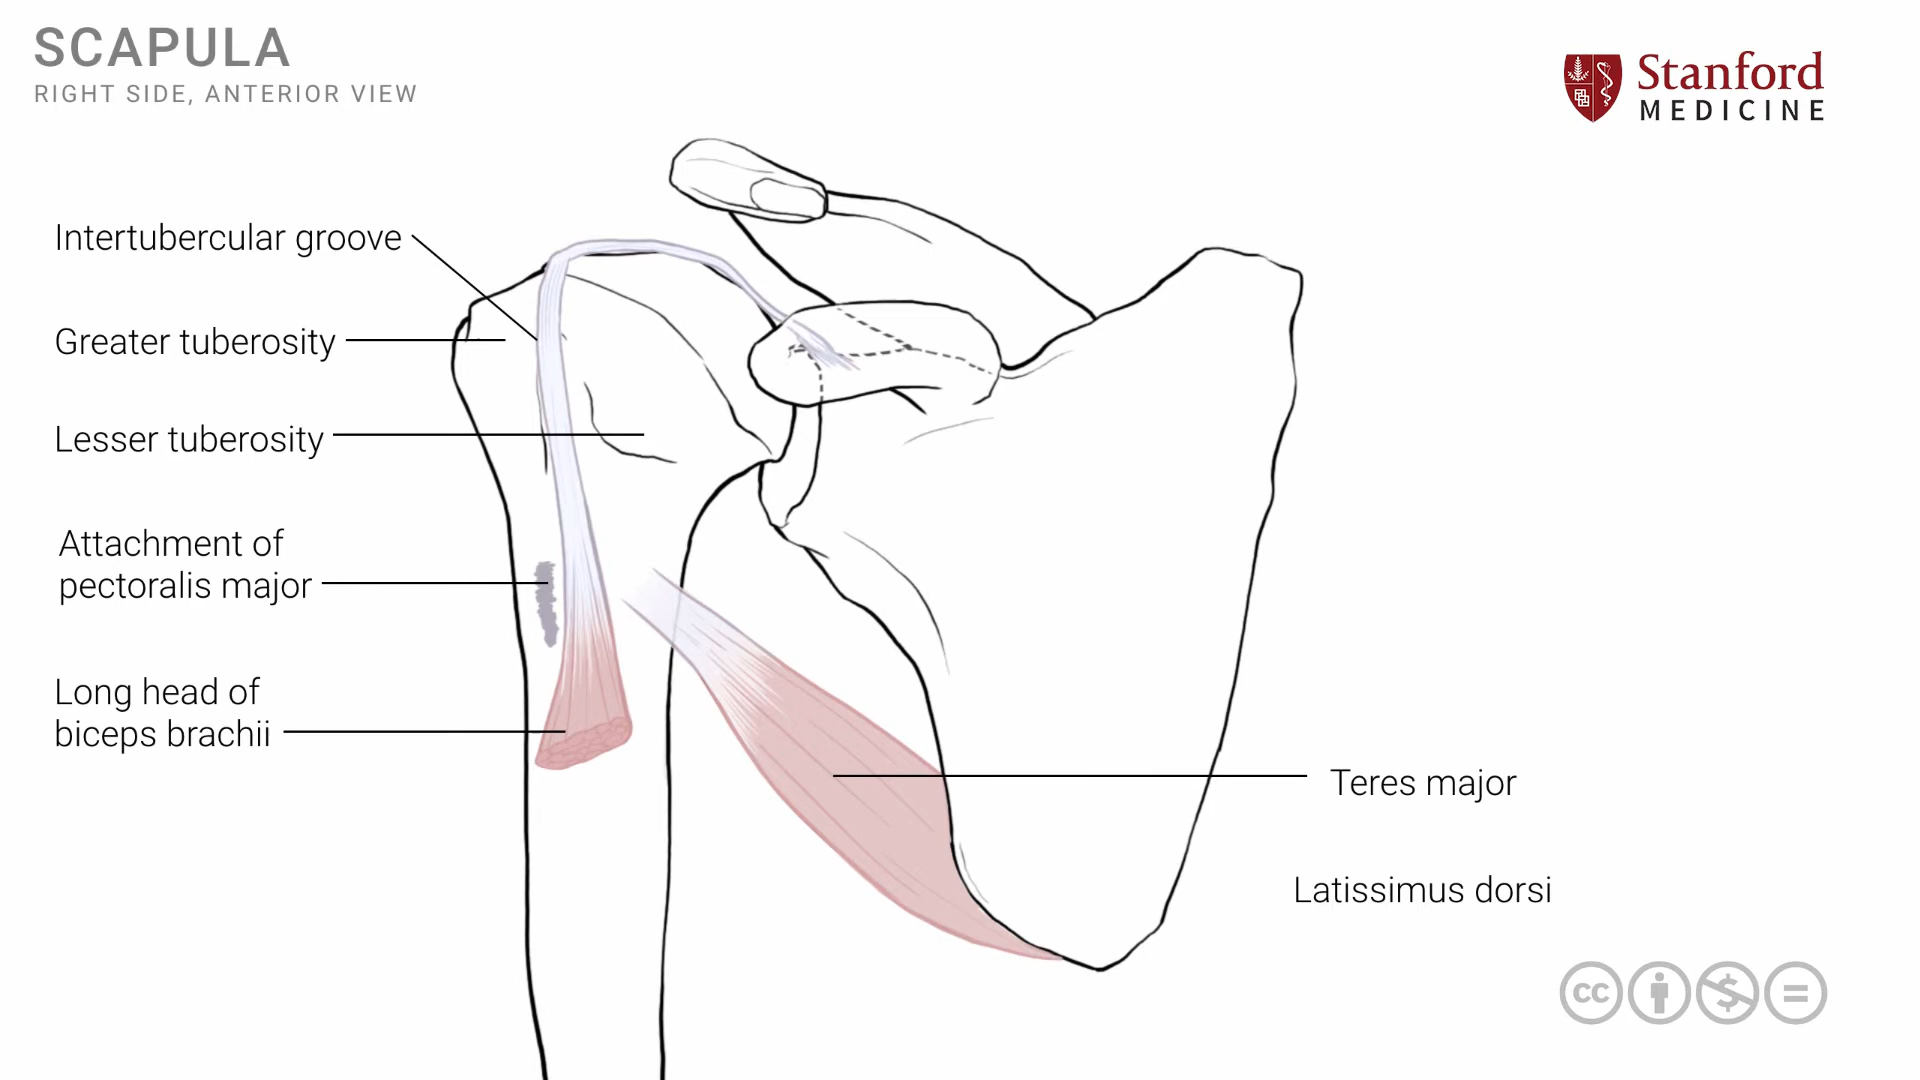 SCAPULA
RIGHT SIDE, ANTERIOR VIEW
Stanford
MEDICINE
Intertubercular groove
Greater tuberosity
Lesser tuberosity
Attachment of
pectoralis major
Long head of
biceps brachii
Teres major
Latissimus dorsi
cc